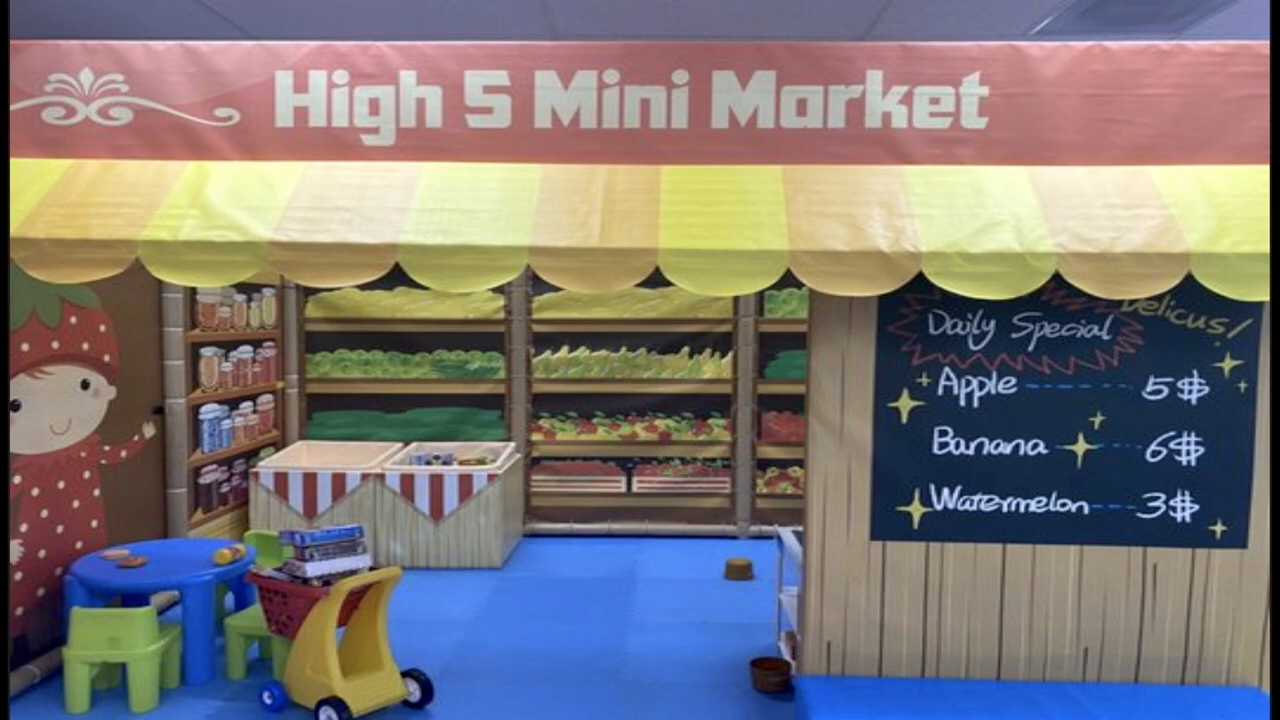 High 5 Mini Market
Delicus!
Daily Special
Apple 5$
Banana 6$
Watermelon 3$